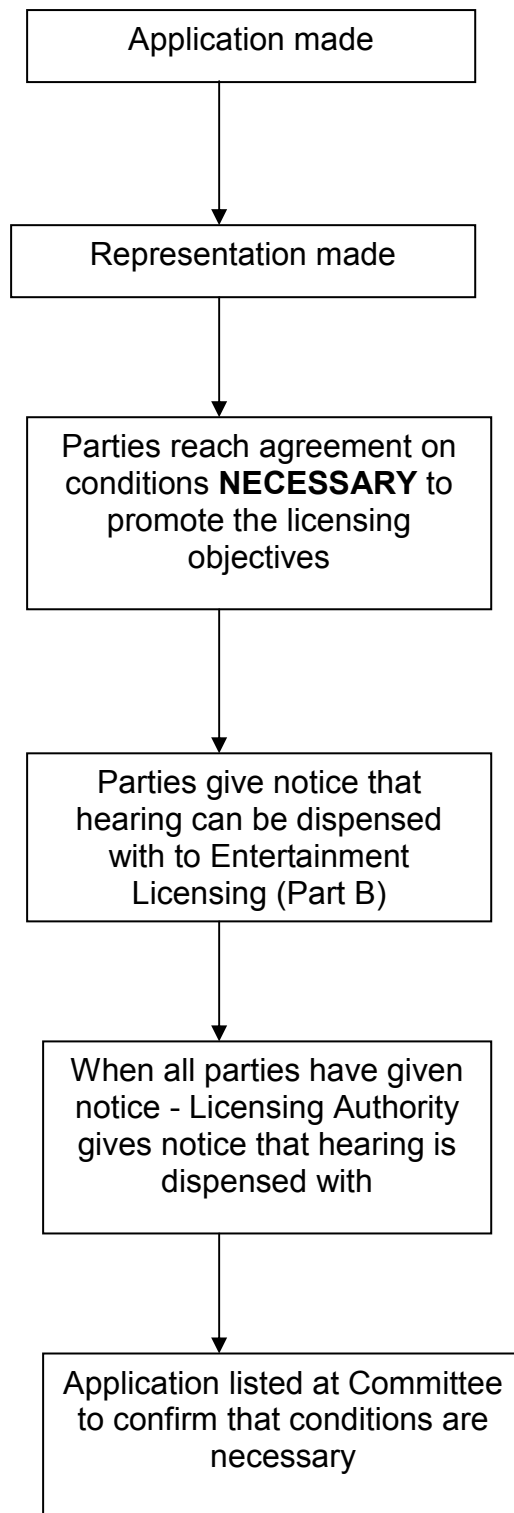 Application made
Representation made
Parties reach agreement on
conditions NECESSARY to
promote the licensing
objectives
Parties give notice that
hearing can be dispensed
with to Entertainment
Licensing (Part B)
When all parties have given
notice - Licensing Authority
gives notice that hearing is
dispensed with
Application listed at Committee
to confirm that conditions are
necessary